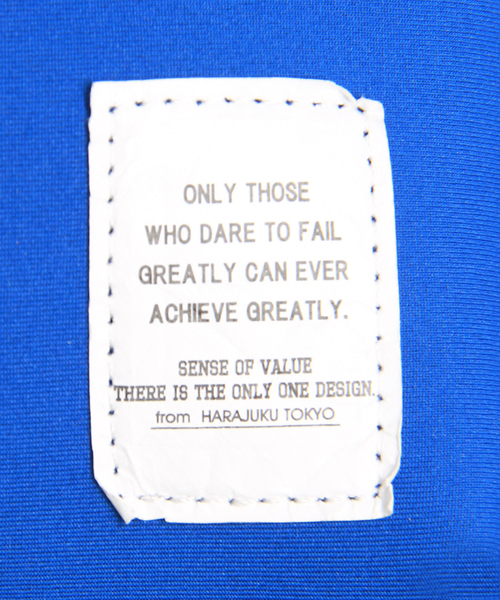 ONLY THOSE
WHO DARE TO FAIL
GREATLY CAN EVER
ACHIEVE GREATLY.
SENSE OF VALUE
THERE IS THE ONLY ONE DESIGN.
from HARAJUKU TOKYO